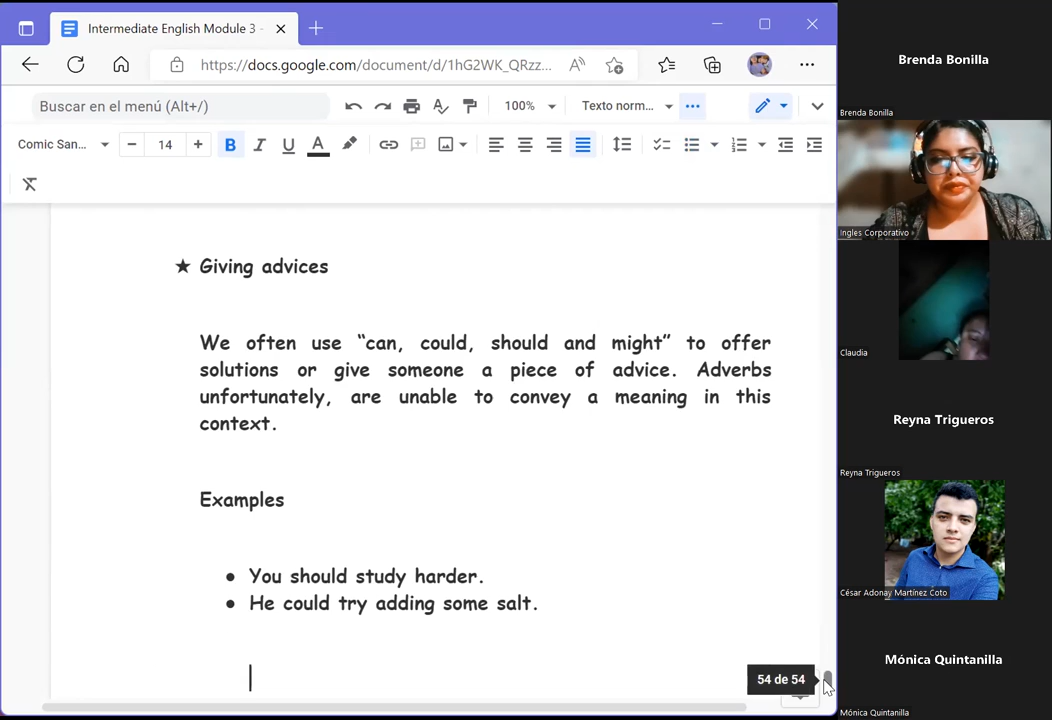 Intermediate English Module 3 -
https://docs.google.com/document/d/1hG2WK_QRzz...
Buscar en el menú (Alt+/)
100%
Texto norm...
Comic San...
14
B
I
U
A
★ Giving advices
We often use “can, could, should and might” to offer
solutions or give someone a piece of advice. Adverbs
unfortunately, are unable to convey a meaning in this
context.
Examples
● You should study harder.
● He could try adding some salt.
54 de 54
Brenda Bonilla
Brenda Bonilla
Ingles Corporativo
Claudia
Reyna Trigueros
Reyna Trigueros
César Adonay Martínez Coto
Mónica Quintanilla
Mónica Quintanilla